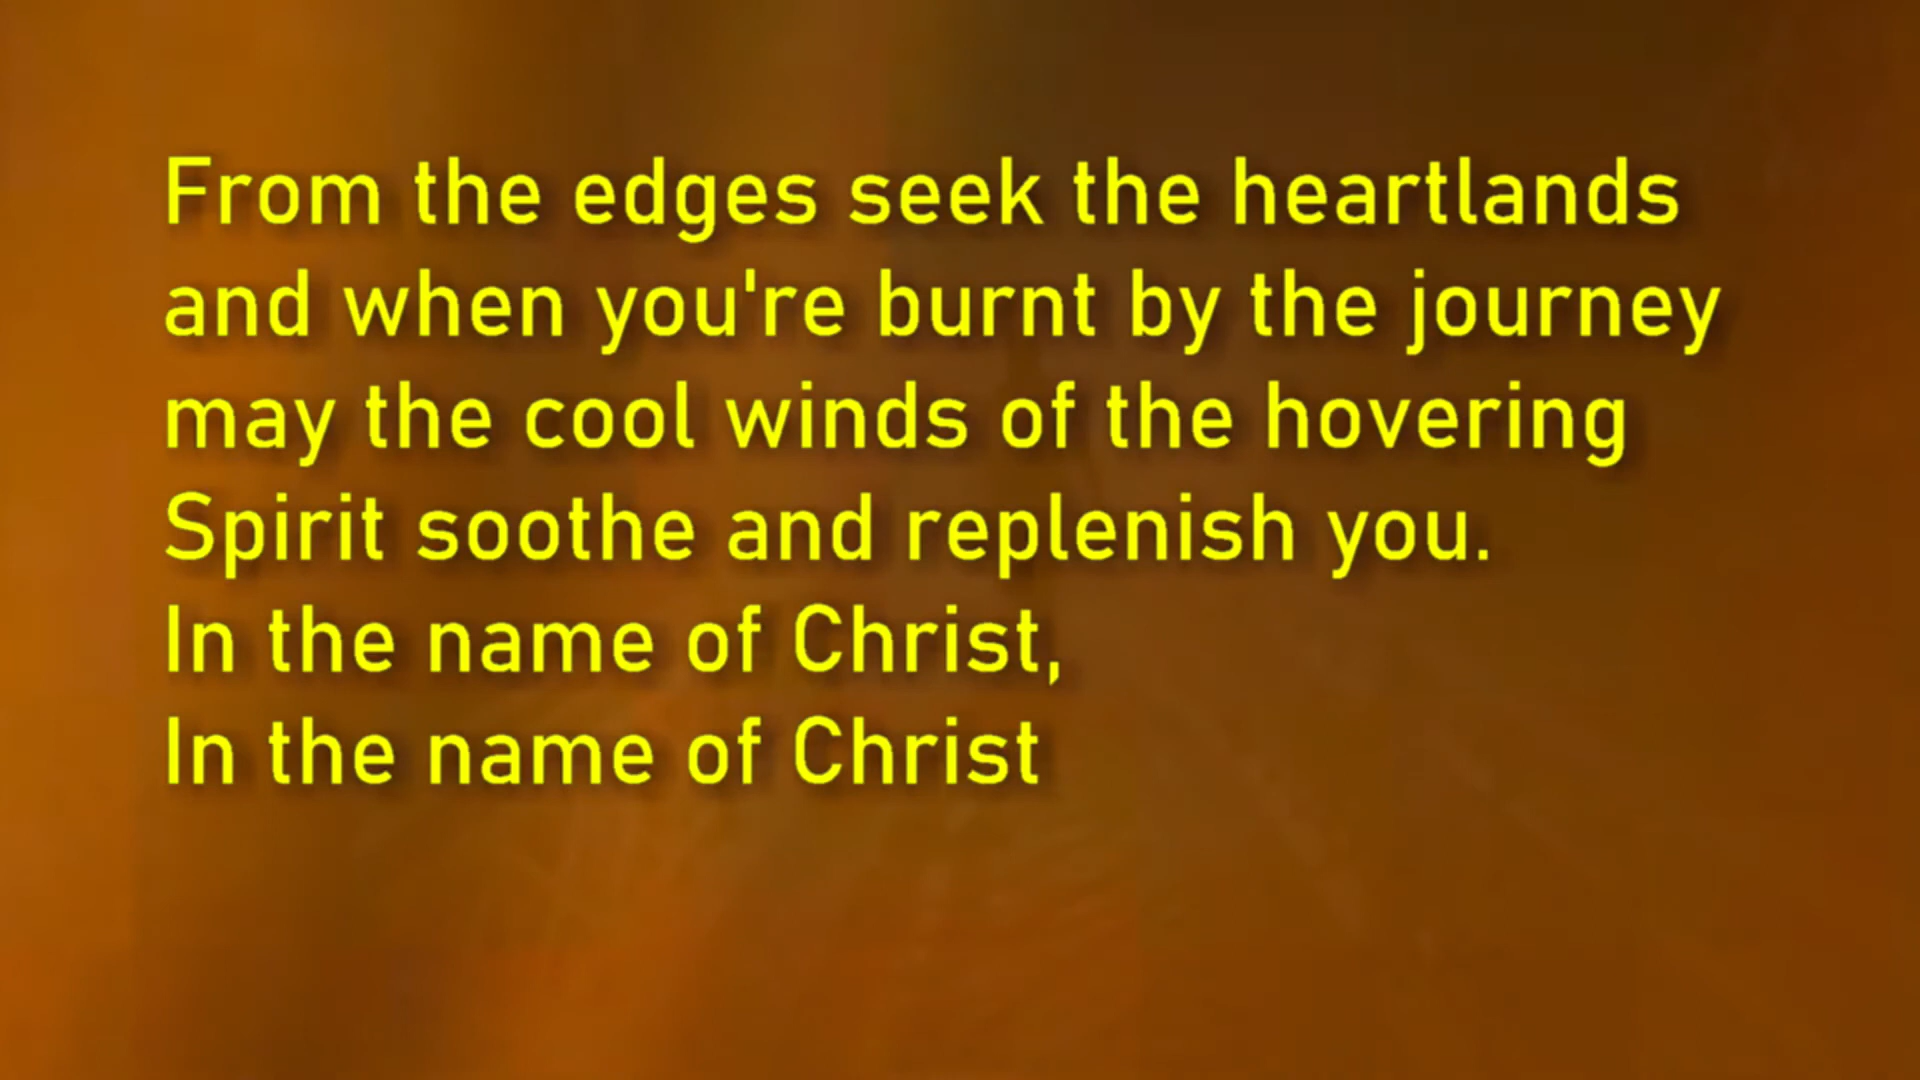 From the edges seek the heartlands
and when you're burnt by the journey
may the cool winds of the hovering
Spirit soothe and replenish you.
In the name of Christ,
In the name of Christ